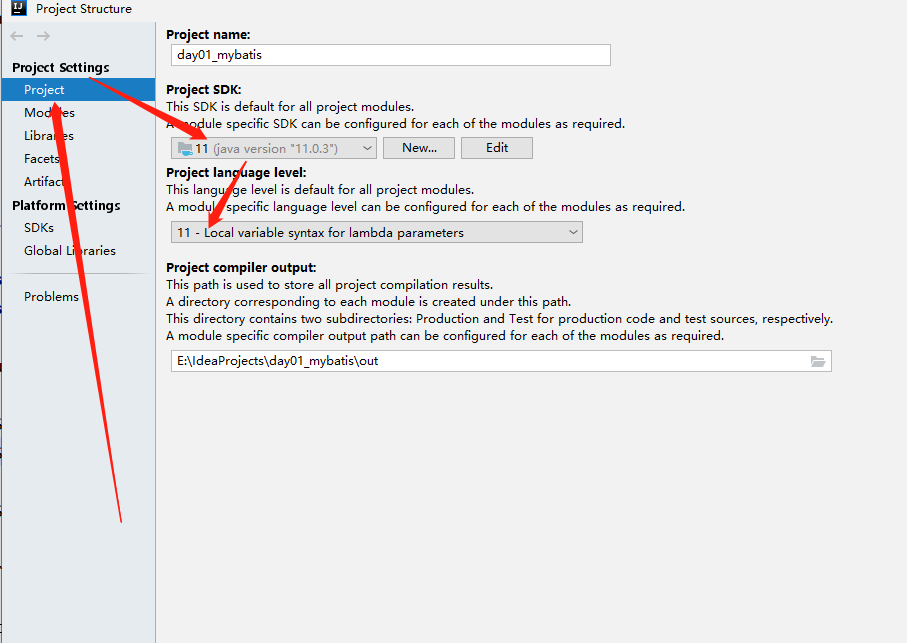 IJ
Project Structure
Project Settings
Project
Modules
Libraries
Facets
Artifacts
Platform Settings
SDKs
Global Libraries
Problems
Project name:
day01_mybatis
Project SDK:
This SDK is default for all project modules.
A module specific SDK can be configured for each of the modules as required.
11 (java version "11.0.3")
New...
Edit
Project language level:
This language level is default for all project modules.
A module specific language level can be configured for each of the modules as required.
11 - Local variable syntax for lambda parameters
Project compiler output:
This path is used to store all project compilation results.
A directory corresponding to each module is created under this path.
This directory contains two subdirectories: Production and Test for production code and test sources, respectively.
A module specific compiler output path can be configured for each of the modules as required.
E:\IdeaProjects\day01_mybatis\out